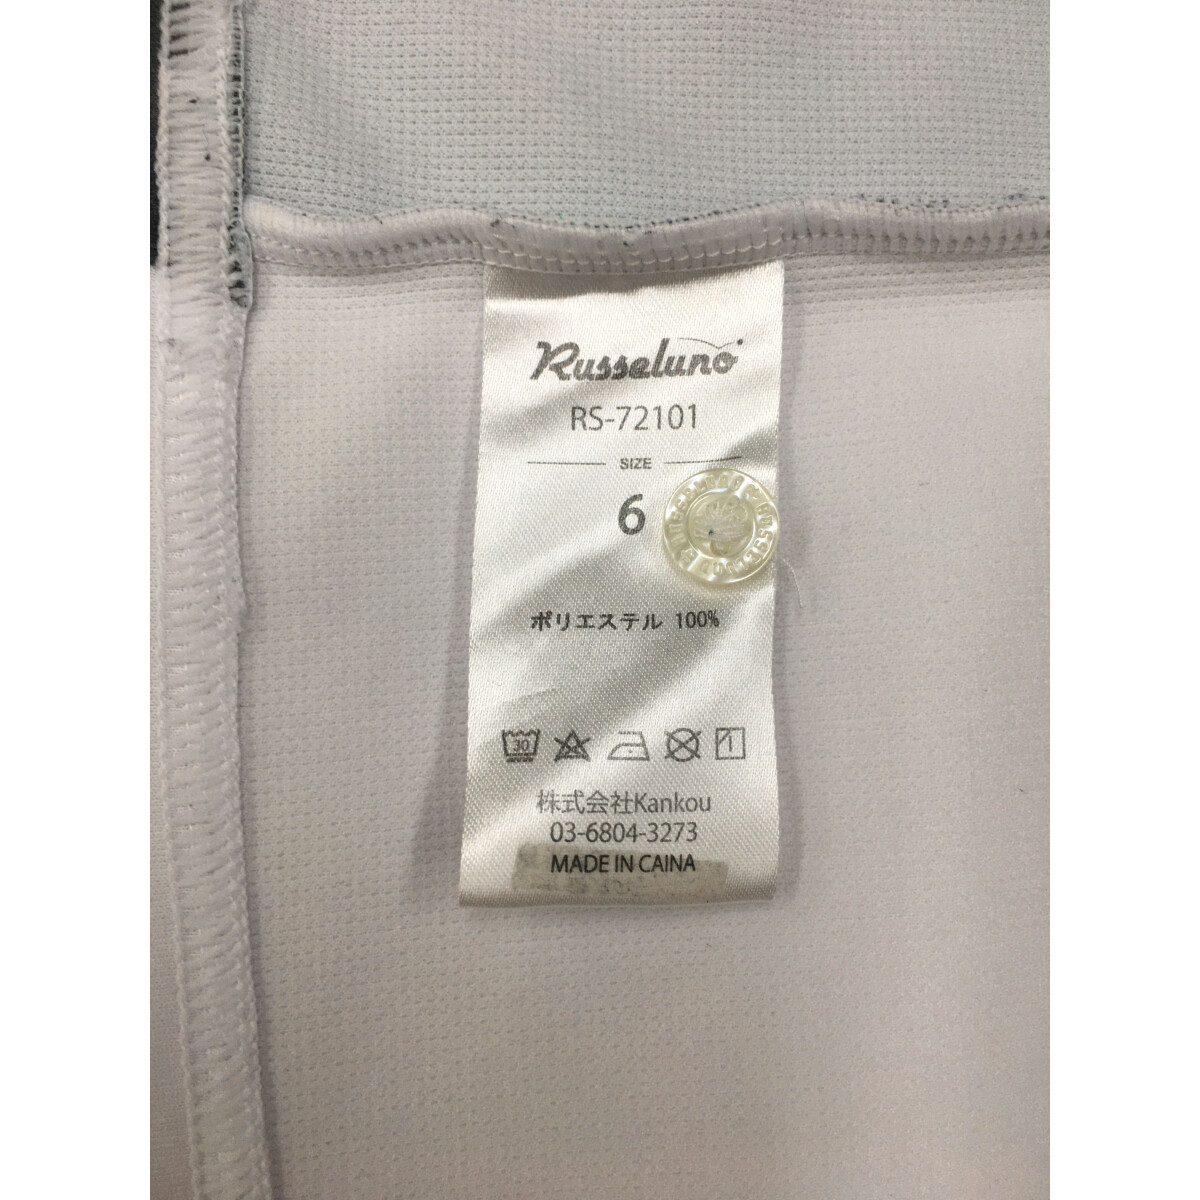 Russeluno
RS-72101
SIZE
6
ポリエステル 100%
30
株式会社Kankou
03-6804-3273
MADE IN CAINA